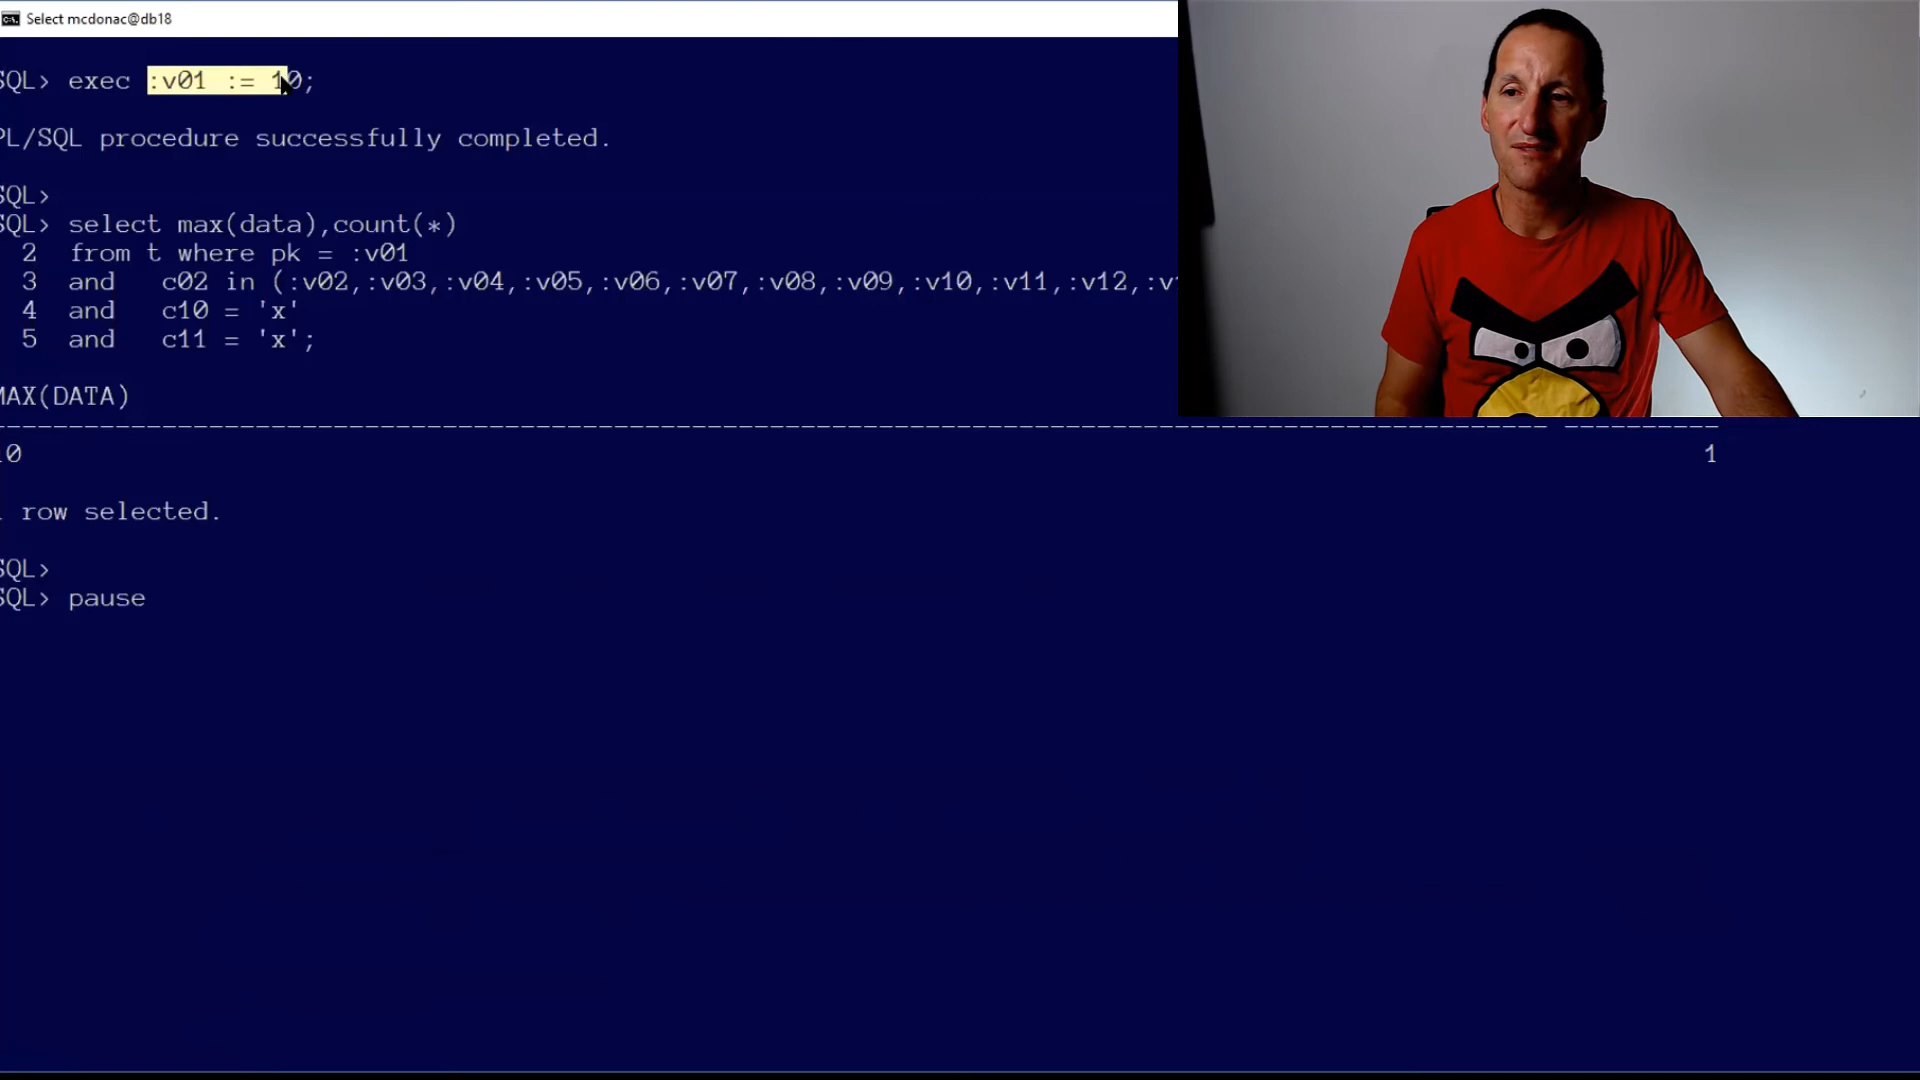 Select mcdonac@db18
SQL> exec :v01 := 10;
PL/SQL procedure successfully completed.
SQL>
SQL> select max(data),count(*)
2 from t where pk = :v01
3 and c02 in (:v02,:v03,:v04,:v05,:v06,:v07,:v08,:v09,:v10,:v11,:v12,:v
4 and c10 = 'x'
5 and c11 = 'x';
MAX(DATA)
10 1
1 row selected.
SQL>
SQL> pause